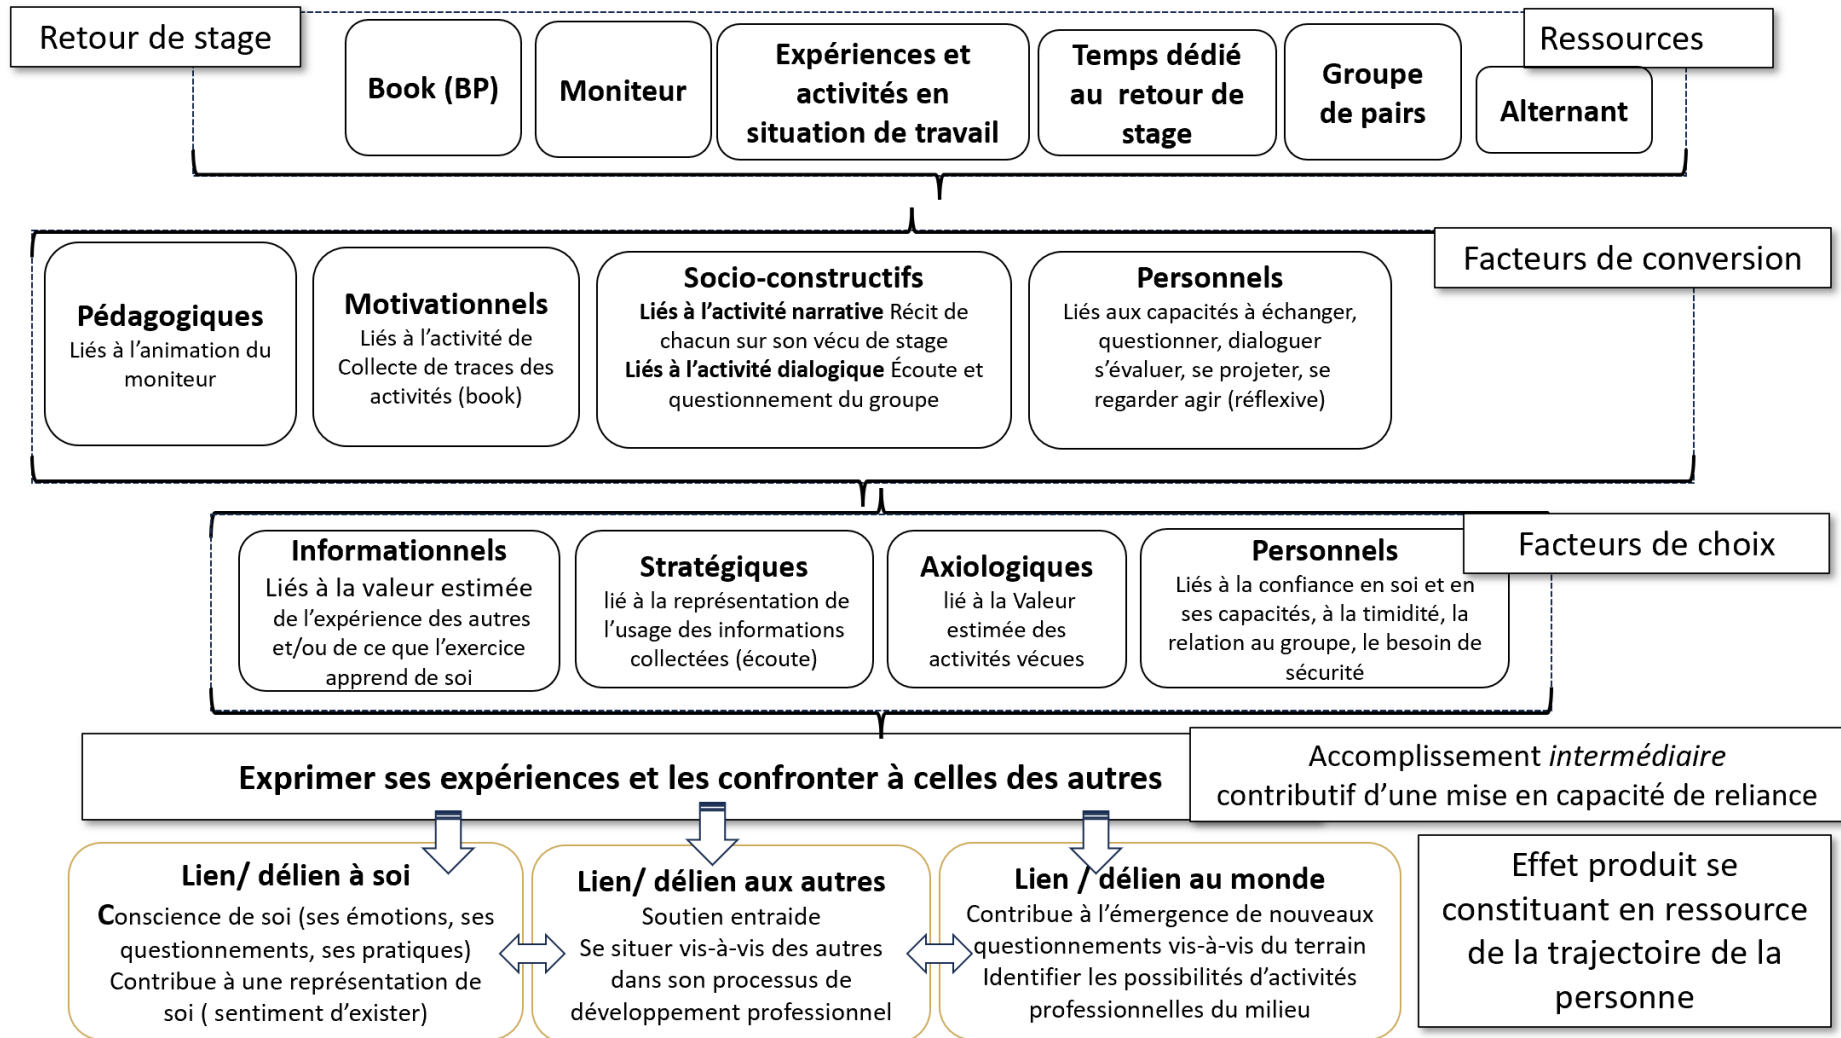 Retour de stage
Ressources
Book (BP)
Moniteur
Expériences et
activités en
situation de travail
Temps dédié
au retour de
stage
Groupe
de pairs
Alternant
Facteurs de conversion
Pédagogiques
Liés à l’animation du
moniteur
Motivationnels
Liés à l’activité de
Collecte de traces des
activités (book)
Socio-constructifs
Liés à l’activité narrative Récit de
chacun sur son vécu de stage
Liés à l’activité dialogique Écoute et
questionnement du groupe
Personnels
Liés aux capacités à échanger,
questionner, dialoguer
s’évaluer, se projeter, se
regarder agir (réflexive)
Facteurs de choix
Informationnels
Liés à la valeur estimée
de l’expérience des autres
et/ou de ce que l’exercice
apprend de soi
Stratégiques
lié à la représentation de
l’usage des informations
collectées (écoute)
Axiologiques
lié à la Valeur
estimée des
activités vécues
Personnels
Liés à la confiance en soi et en
ses capacités, à la timidité, la
relation au groupe, le besoin de
sécurité
Exprimer ses expériences et les confronter à celles des autres
Accomplissement intermédiaire
contributif d’une mise en capacité de reliance
Lien/ délien à soi
Conscience de soi (ses émotions, ses
questionnements, ses pratiques)
Contribue à une représentation de
soi ( sentiment d’exister)
Lien/ délien aux autres
Soutien entraide
Se situer vis-à-vis des autres
dans son processus de
développement professionnel
Lien / délien au monde
Contribue à l’émergence de nouveaux
questionnements vis-à-vis du terrain
Identifier les possibilités d’activités
professionnelles du milieu
Effet produit se
constituant en ressource
de la trajectoire de la
personne